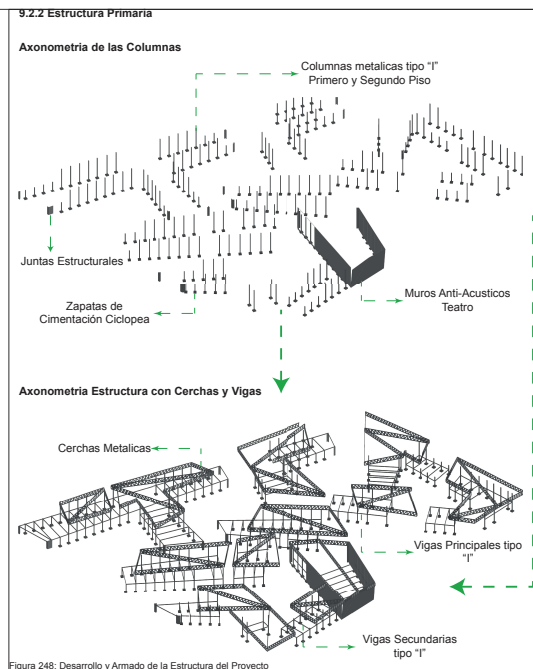 9.2.2 Estructura Primaria
Axonometria de las Columnas
Columnas metalicas tipo “I”
Primero y Segundo Piso
Juntas Estructurales
Zapatas de
Cimentación Ciclopea
Muros Anti-Acusticos
Teatro
Axonometria Estructura con Cerchas y Vigas
Cerchas Metalicas
Vigas Principales tipo
“I”
Vigas Secundarias
tipo “I”
Figura 248: Desarrollo y Armado de la Estructura del Proyecto